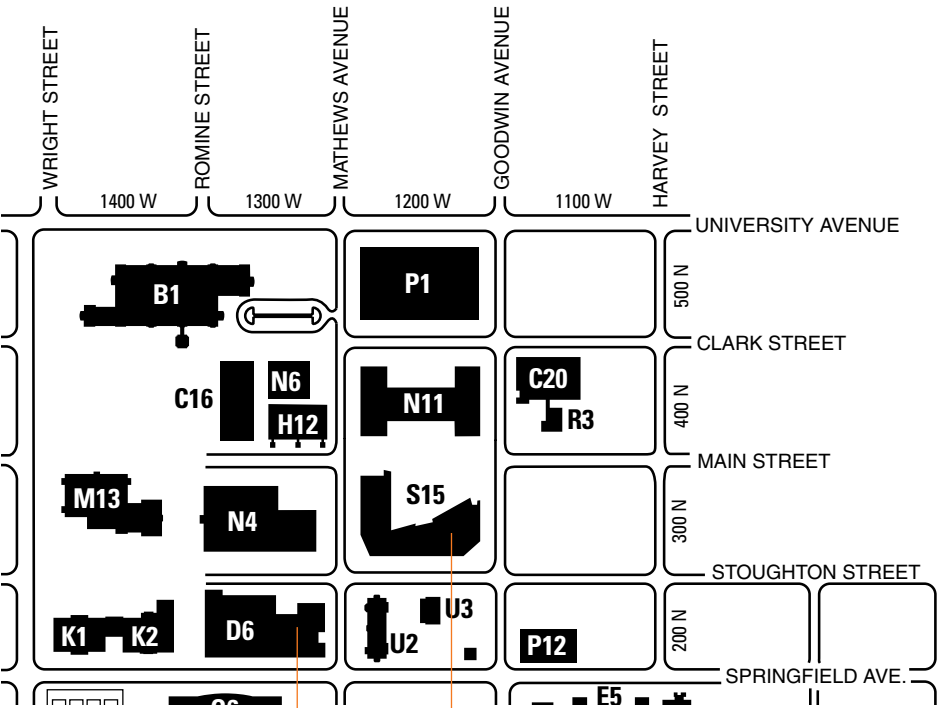 WRIGHT STREET
ROMINE STREET
MATHEWS AVENUE
GOODWIN AVENUE
HARVEY STREET
1400 W
1300 W
1200 W
1100 W
UNIVERSITY AVENUE
B1
P1
500 N
CLARK STREET
C16
N6
H12
N11
C20
R3
400 N
MAIN STREET
M13
N4
S15
300 N
STOUGHTON STREET
K1
K2
D6
U2
U3
P12
200 N
SPRINGFIELD AVE.
E5